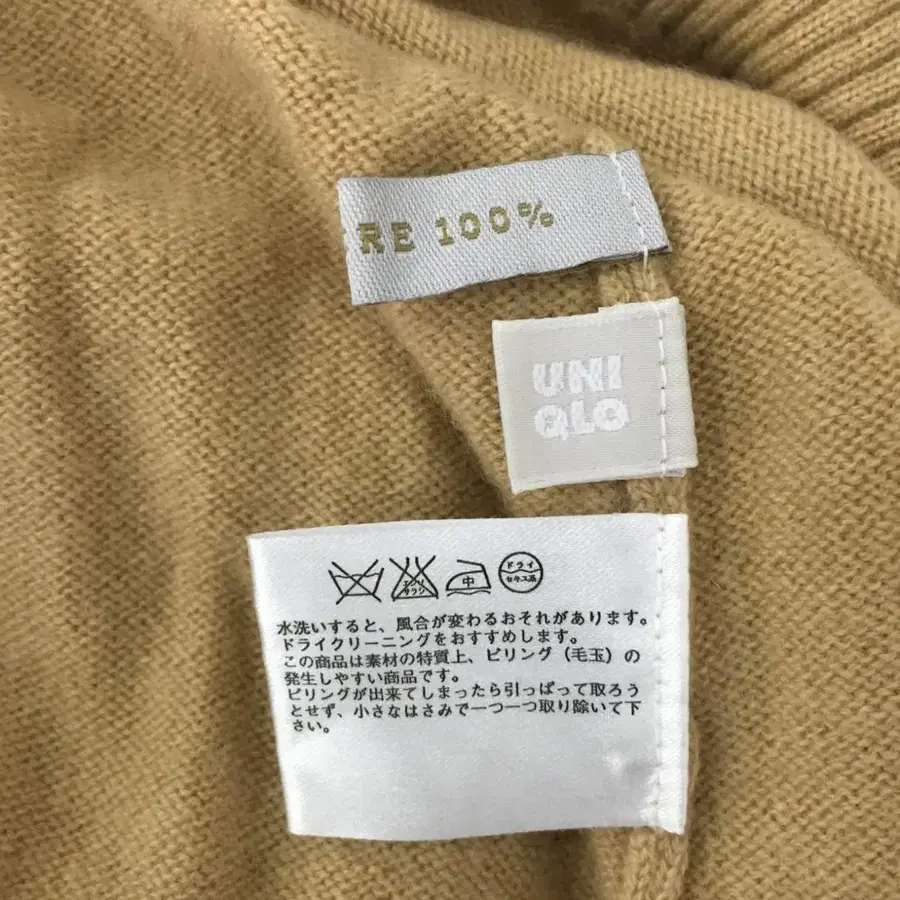 RE 100%
UNI
QLO
エンソ
サラシ
中
ドライ
セキユ系
水洗いすると、風合が変わるおそれがあります。
ドライクリーニングをおすすめします。
この商品は素材の特質上、ピリング（毛玉）の
発生しやすい商品です。
ピリングが出来てしまったら引っぱって取ろう
とせず、小さなはさみで一つ一つ取り除いて下
さい。